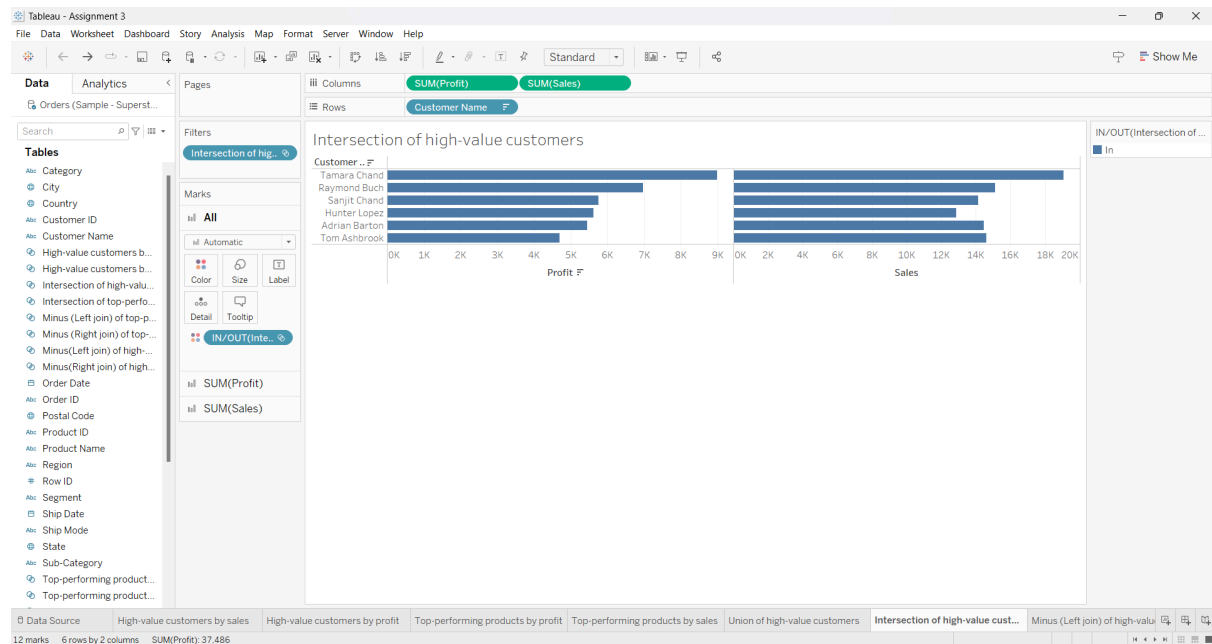 Tableau - Assignment 3
File Data Worksheet Dashboard Story Analysis Map Format Server Window Help
Standard
Show Me
Data Analytics
Orders (Sample - Superst...
Search
Tables
Category
City
Country
Customer ID
Customer Name
High-value customers b...
High-value customers b...
Intersection of high-valu...
Intersection of top-perfo...
Minus (Left join) of top-p...
Minus (Right join) of top-...
Minus(Left join) of high-...
Minus(Right join) of high...
Order Date
Order ID
Postal Code
Product ID
Product Name
Region
Row ID
Segment
Ship Date
Ship Mode
State
Sub-Category
Top-performing product...
Top-performing product...
Pages
Filters
Intersection of hig..
Marks
All
Automatic
Color Size Label
Detail Tooltip
IN/OUT(Inte..
SUM(Profit)
SUM(Sales)
Columns SUM(Profit) SUM(Sales)
Rows Customer Name
Intersection of high-value customers
Customer ..
Tamara Chand
Raymond Buch
Sanjit Chand
Hunter Lopez
Adrian Barton
Tom Ashbrook
0K 1K 2K 3K 4K 5K 6K 7K 8K 9K 0K 2K 4K 6K 8K 10K 12K 14K 16K 18K 20K
Profit Sales
IN/OUT(Intersection of ...
In
Data Source High-value customers by sales High-value customers by profit Top-performing products by profit Top-performing products by sales Union of high-value customers Intersection of high-value cust... Minus (Left join) of high-valu
12 marks 6 rows by 2 columns SUM(Profit): 37,486